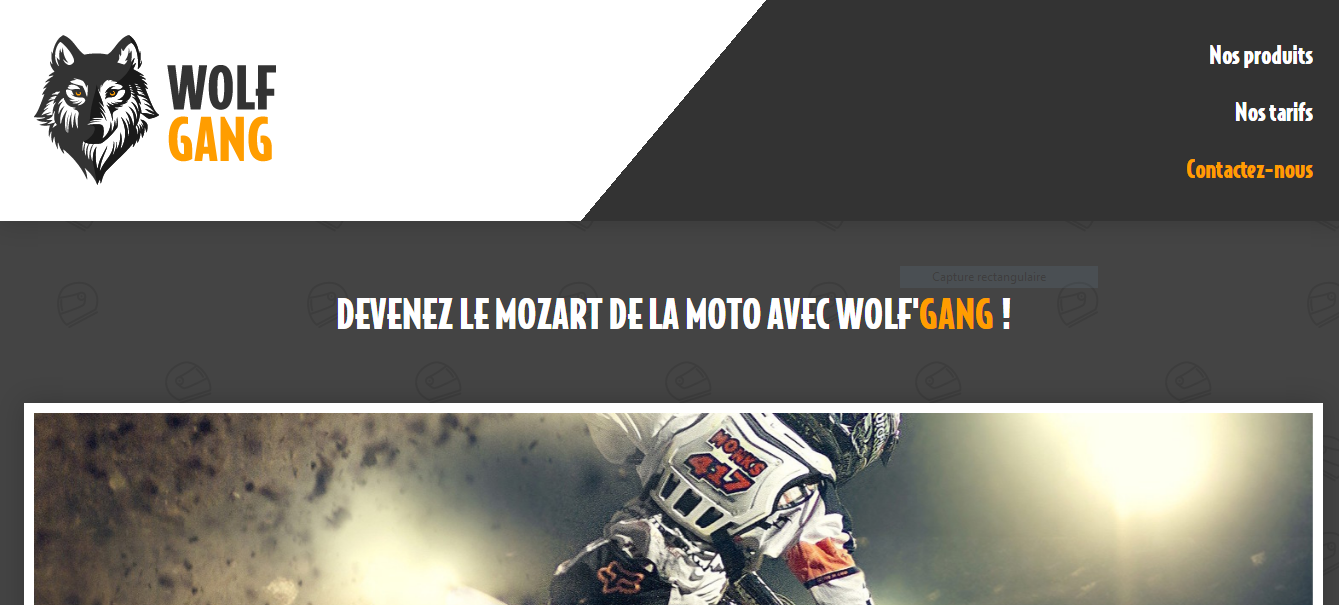 WOLF
GANG
Nos produits
Nos tarifs
Contactez-nous
Capture rectangulaire
DEVENEZ LE MOZART DE LA MOTO AVEC WOLF'GANG !
MONKS
417